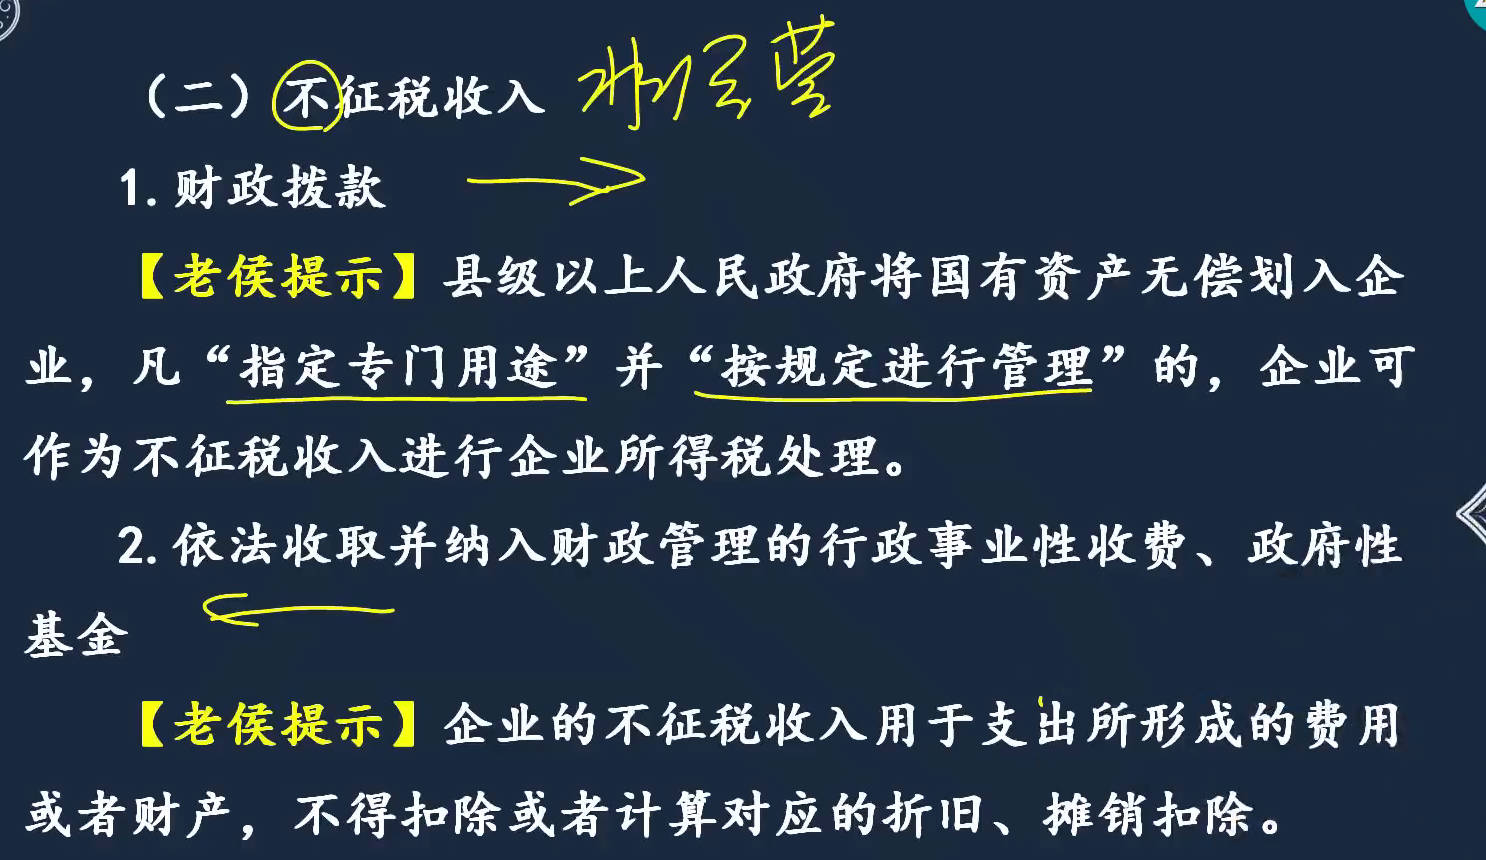 （二）不征税收入 非经营
1.财政拨款
【老侯提示】县级以上人民政府将国有资产无偿划入企
业，凡“指定专门用途”并“按规定进行管理”的，企业可
作为不征税收入进行企业所得税处理。
2.依法收取并纳入财政管理的行政事业性收费、政府性
基金
【老侯提示】企业的不征税收入用于支出所形成的费用
或者财产，不得扣除或者计算对应的折旧、摊销扣除。